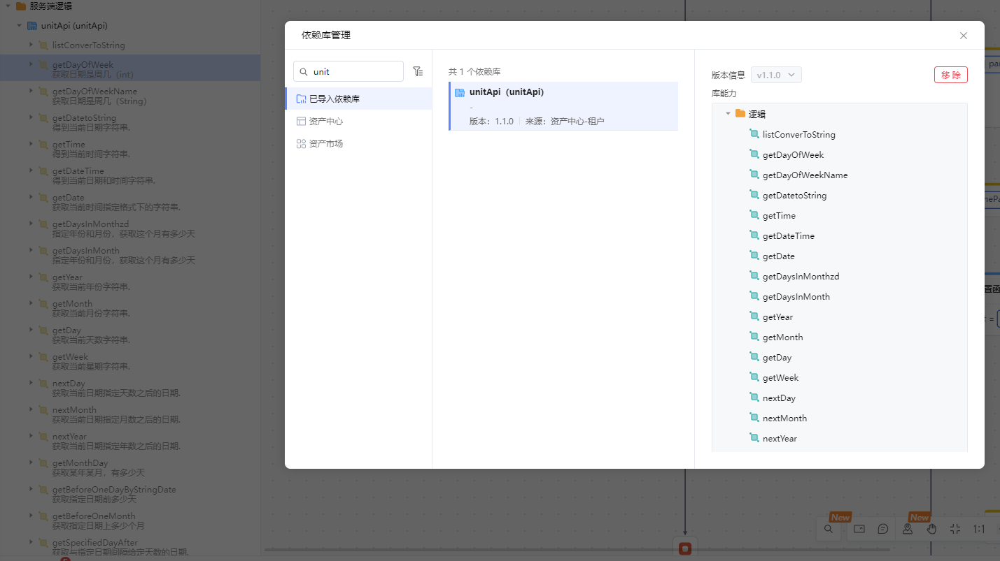 服务端逻辑
unitApi (unitApi)
listConverToString
getDayOfWeek
获取日期是周几（int）
getDayOfWeekName
获取日期是周几（String）
getDatetoString
得到当前日期字符串.
getTime
得到当前时间字符串.
getDateTime
得到当前日期和时间字符串.
getDate
获取当前时间指定格式下的字符串.
getDaysInMonthzd
指定年份和月份，获取这个月有多少天
getDaysInMonth
指定年份和月份，获取这个月有多少天
getYear
获取当前年份字符串.
getMonth
获取当前月份字符串.
getDay
获取当前天数字符串.
getWeek
获取当前星期字符串.
nextDay
获取当前日期指定天数之后的日期.
nextMonth
获取当前日期指定月数之后的日期.
nextYear
获取当前日期指定年数之后的日期.
getMonthDay
获取某年某月，有多少天
getBeforeOneDayByStringDate
获取指定日期前多少天
getBeforeOneMonth
获取指定日期上多少个月
getSpecifiedDayAfter
获取与指定日期间隔给定天数的日期.
依赖库管理
unit
已导入依赖库
资产中心
资产市场
共 1 个依赖库
unitApi（unitApi）
-
版本：1.1.0
来源：资产中心-租户
版本信息
v1.1.0
移 除
库能力
逻辑
listConverToString
getDayOfWeek
getDayOfWeekName
getDatetoString
getTime
getDateTime
getDate
getDaysInMonthzd
getDaysInMonth
getYear
getMonth
getDay
getWeek
nextDay
nextMonth
nextYear
par
nePa
置函
=
New
New
1:1